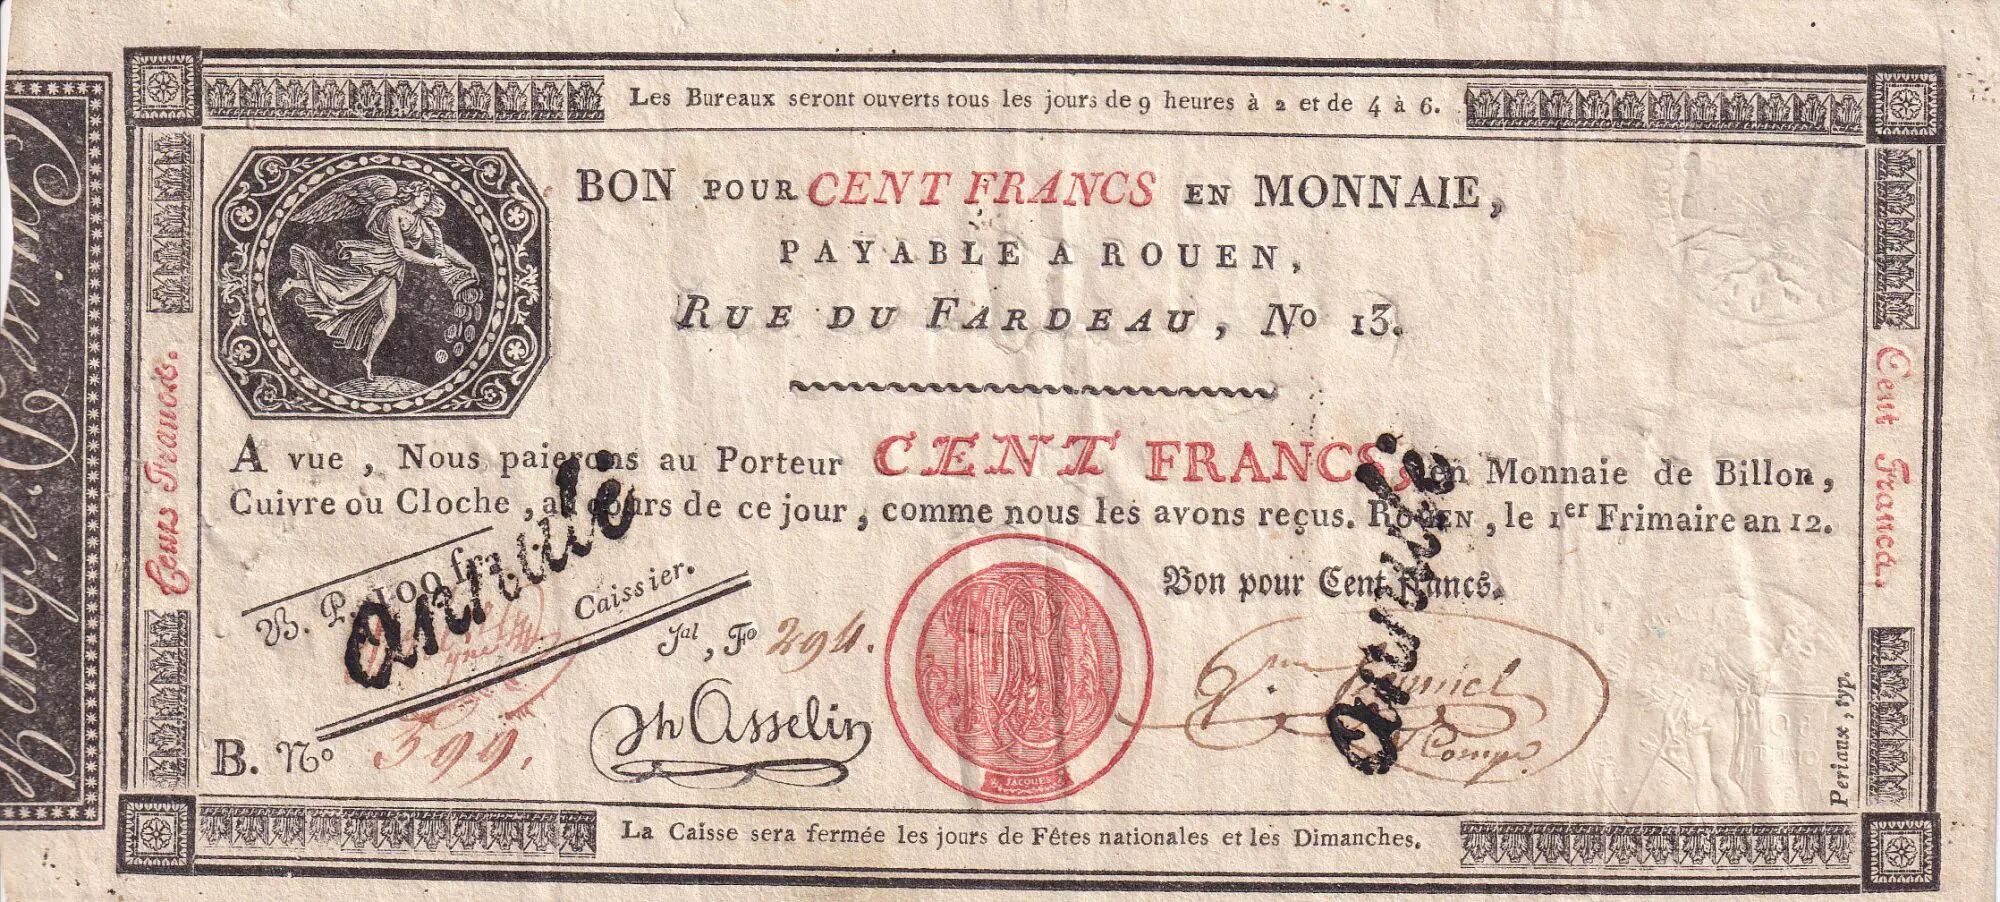 Les Bureaux seront ouverts tous les jours de 9 heures à 2 et de 4 à 6.
BON POUR CENT FRANCS EN MONNAIE,
PAYABLE A ROUEN,
RUE DU FARDEAU, No 13.
A vue, Nous paierons au Porteur CENT FRANCS, en Monnaie de Billon,
Cuivre ou Cloche, au cours de ce jour, comme nous les avons reçus. ROUEN, le 1er Frimaire an 12.
Cent Francs.
Cent Francs.
B. P. 100 fr.
Caissier.
annulé
annulé
Bon pour Cent Francs.
Jal, Fo 294.
B. No 399.
Jh Asselin
JACQUES
Periaux, typ.
La Caisse sera fermée les jours de Fêtes nationales et les Dimanches.